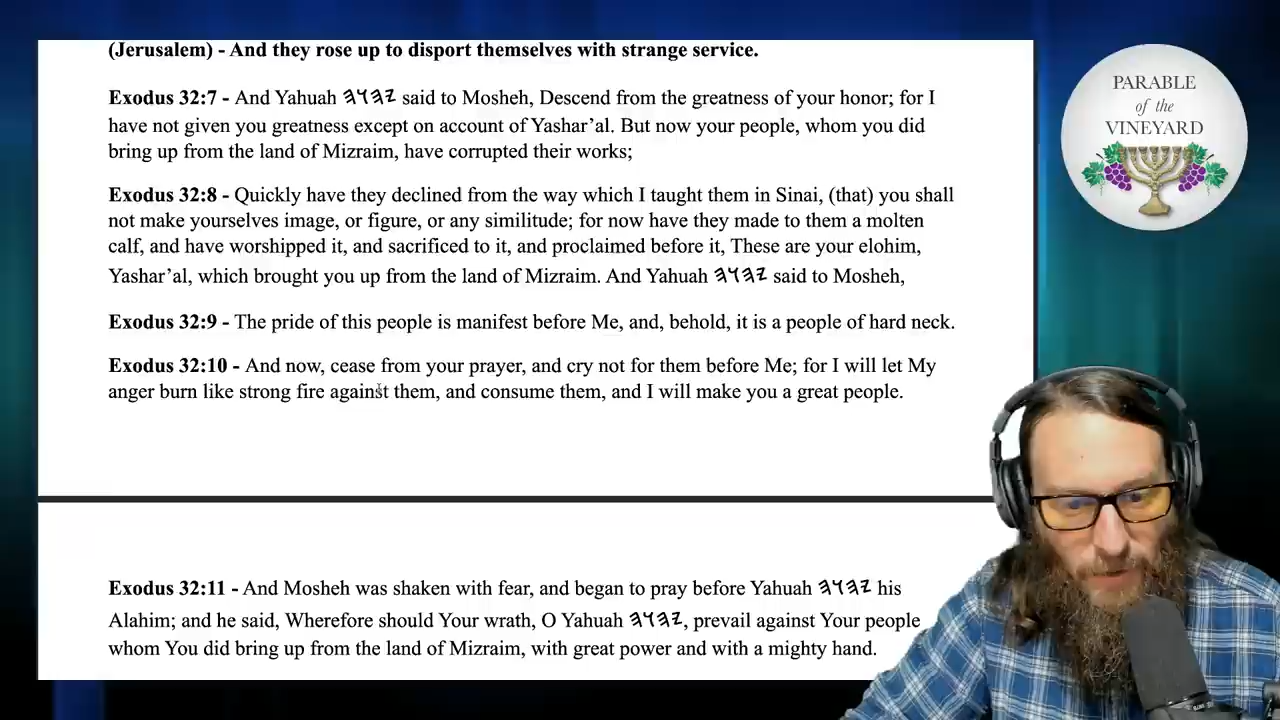 (Jerusalem) - And they rose up to disport themselves with strange service.
Exodus 32:7 - And Yahuah 𐤉𐤄𐤅𐤄 said to Mosheh, Descend from the greatness of your honor; for I
have not given you greatness except on account of Yashar’al. But now your people, whom you did
bring up from the land of Mizraim, have corrupted their works;
Exodus 32:8 - Quickly have they declined from the way which I taught them in Sinai, (that) you shall
not make yourselves image, or figure, or any similitude; for now have they made to them a molten
calf, and have worshipped it, and sacrificed to it, and proclaimed before it, These are your elohim,
Yashar’al, which brought you up from the land of Mizraim. And Yahuah 𐤉𐤄𐤅𐤄 said to Mosheh,
Exodus 32:9 - The pride of this people is manifest before Me, and, behold, it is a people of hard neck.
Exodus 32:10 - And now, cease from your prayer, and cry not for them before Me; for I will let My
anger burn like strong fire against them, and consume them, and I will make you a great people.
Exodus 32:11 - And Mosheh was shaken with fear, and began to pray before Yahuah 𐤉𐤄𐤅𐤄 his
Alahim; and he said, Wherefore should Your wrath, O Yahuah 𐤉𐤄𐤅𐤄, prevail against Your people
whom You did bring up from the land of Mizraim, with great power and with a mighty hand.
PARABLE
of the
VINEYARD